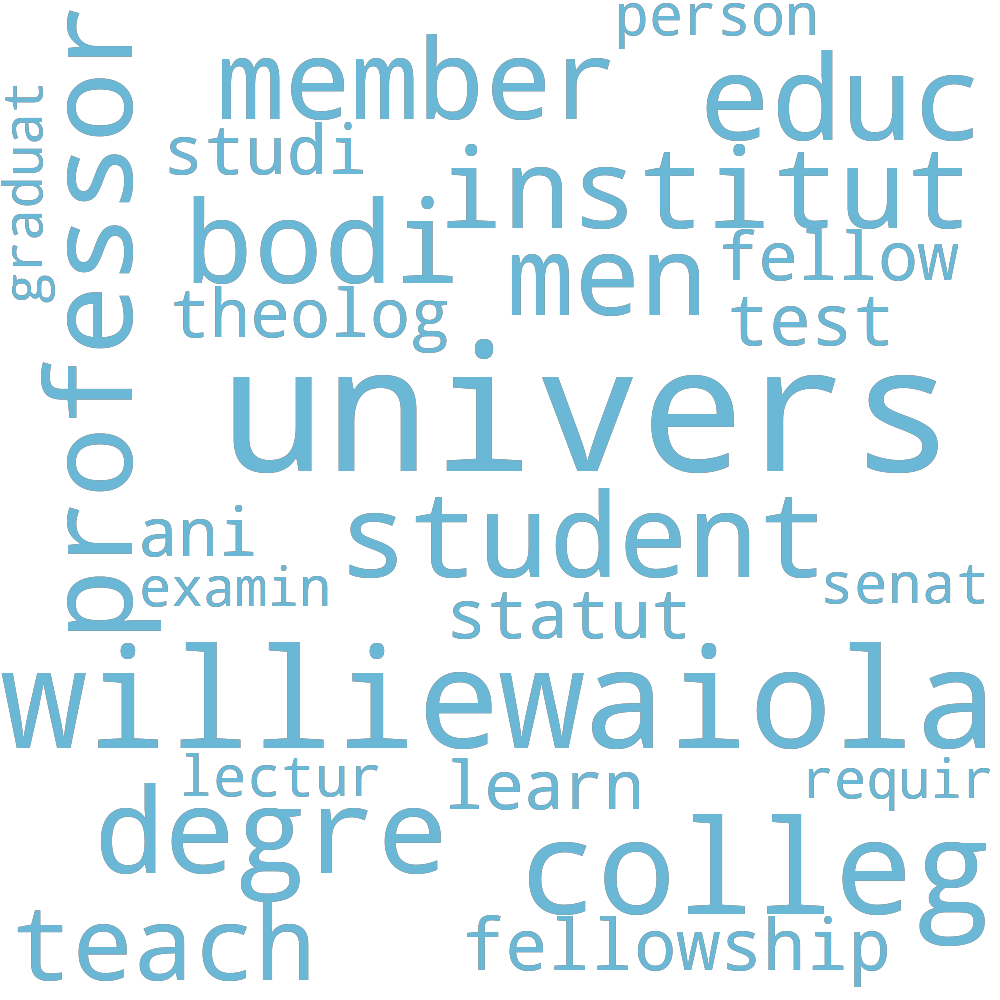 person
member
educ
graduat
professor
studi
institut
bodi
men
fellow
theolog
test
univers
student
ani
examin
senat
statut
williewaiola
lectur
learn
requir
degre
colleg
teach
fellowship